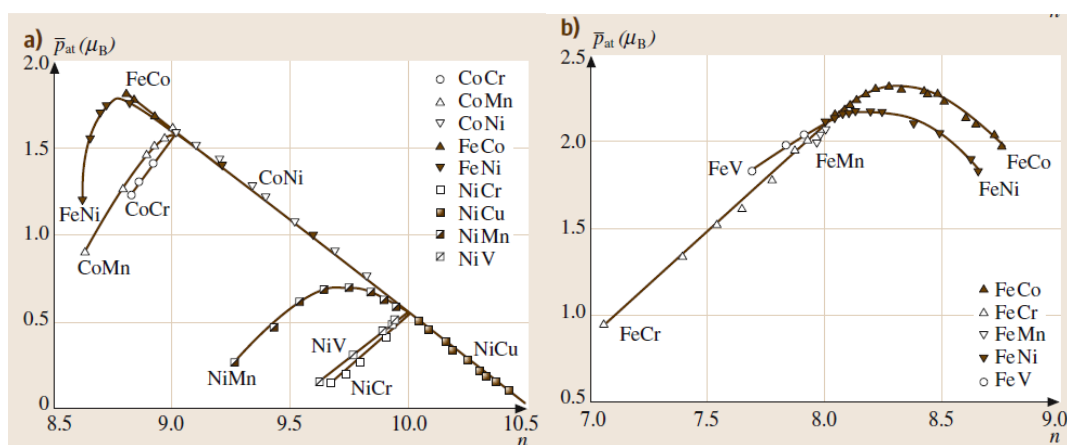 a) p̅at (μB)
2.0
1.5
1.0
0.5
0
8.5 9.0 9.5 10.0 10.5
n
FeCo
FeNi
CoCr
CoMn
CoNi
NiMn
NiV
NiCr
NiCu
CoCr
CoMn
CoNi
FeCo
FeNi
NiCr
NiCu
NiMn
NiV
n
b) p̅at (μB)
2.5
2.0
1.5
1.0
0.5
7.0 7.5 8.0 8.5 9.0
n
FeV
FeMn
FeCo
FeNi
FeCr
FeCo
FeCr
FeMn
FeNi
FeV